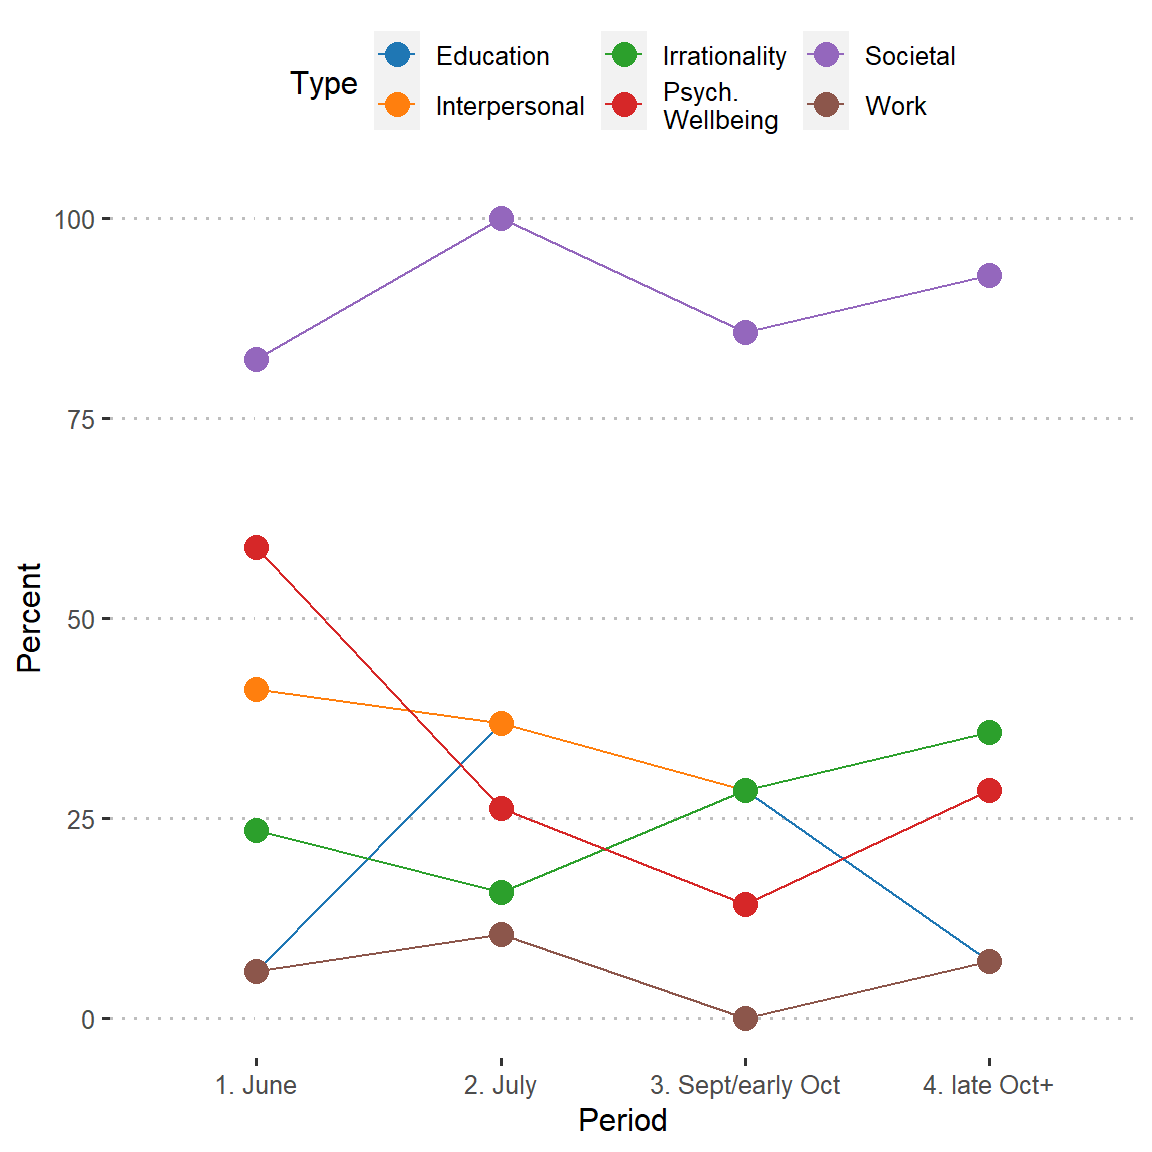 Type
Education
Interpersonal
Irrationality
Psych.
Wellbeing
Societal
Work
Percent
100
75
50
25
0
1. June
2. July
3. Sept/early Oct
4. late Oct+
Period